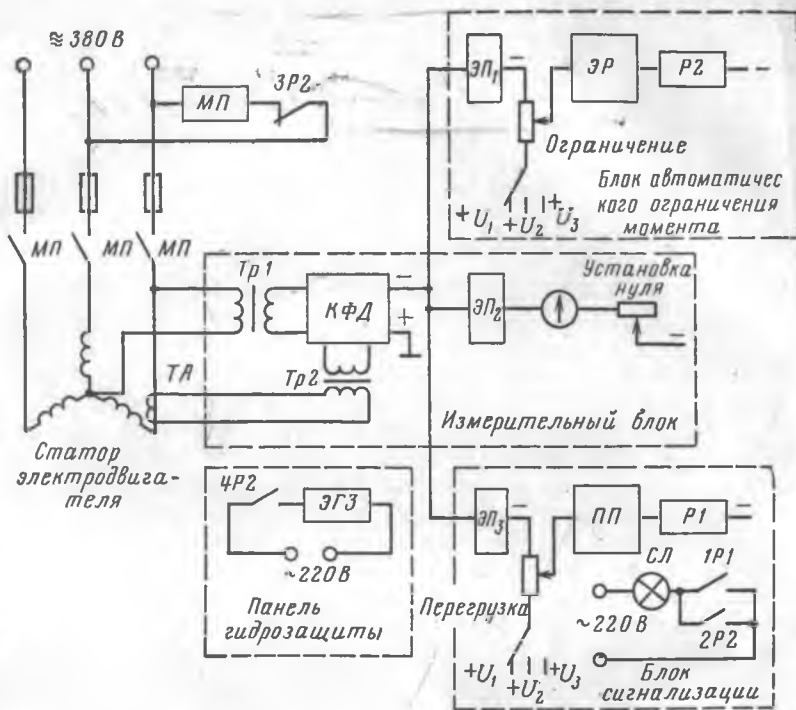 ≈ 380 В
МП
3Р2
МП
МП
МП
ЭП₁
−
ЭР
Р2
Ограничение
+U₁
+U₂
+U₃
Блок автоматичес
кого ограничения
момента
Тр1
КФД
−
+
Тр2
ТА
ЭП₂
Установка
нуля
−
Измерительный блок
Статор
электродвига-
теля
4Р2
ЭГЗ
~220В
Панель
гидрозащиты
ЭП₃
−
ПП
Р1
−
Перегрузка
+U₁
+U₂
+U₃
СЛ
1Р1
2Р2
~220В
Блок
сигнализации